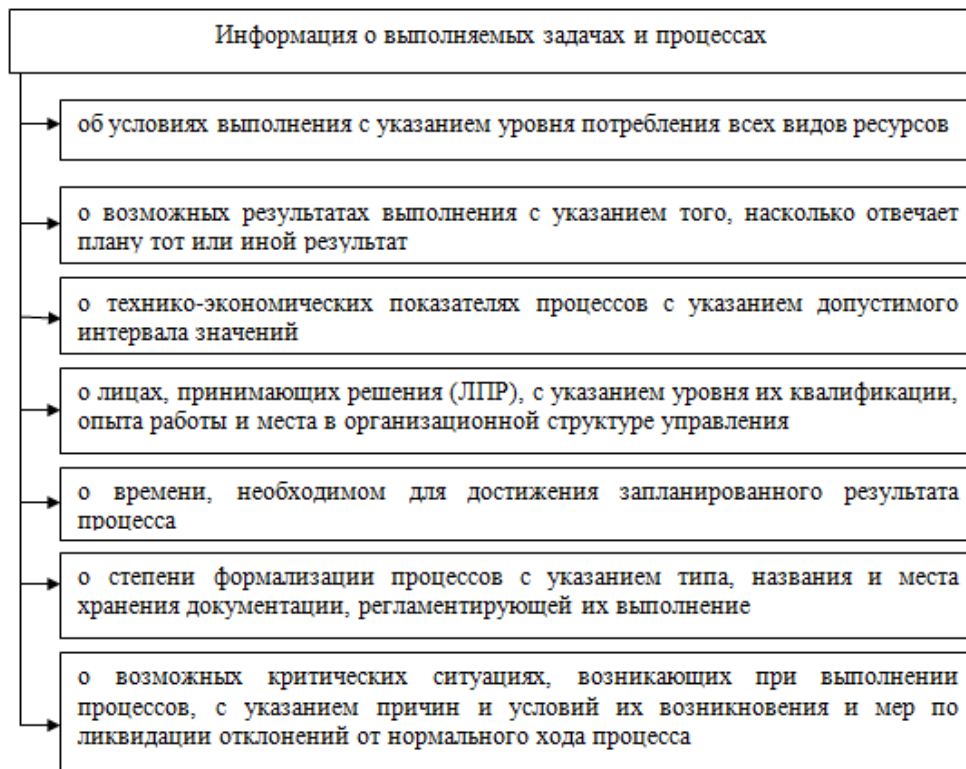 Информация о выполняемых задачах и процессах
об условиях выполнения с указанием уровня потребления всех видов ресурсов
о возможных результатах выполнения с указанием того, насколько отвечает
плану тот или иной результат
о технико-экономических показателях процессов с указанием допустимого
интервала значений
о лицах, принимающих решения (ЛПР), с указанием уровня их квалификации,
опыта работы и места в организационной структуре управления
о времени, необходимом для достижения запланированного результата
процесса
о степени формализации процессов с указанием типа, названия и места
хранения документации, регламентирующей их выполнение
о возможных критических ситуациях, возникающих при выполнении
процессов, с указанием причин и условий их возникновения и мер по
ликвидации отклонений от нормального хода процесса